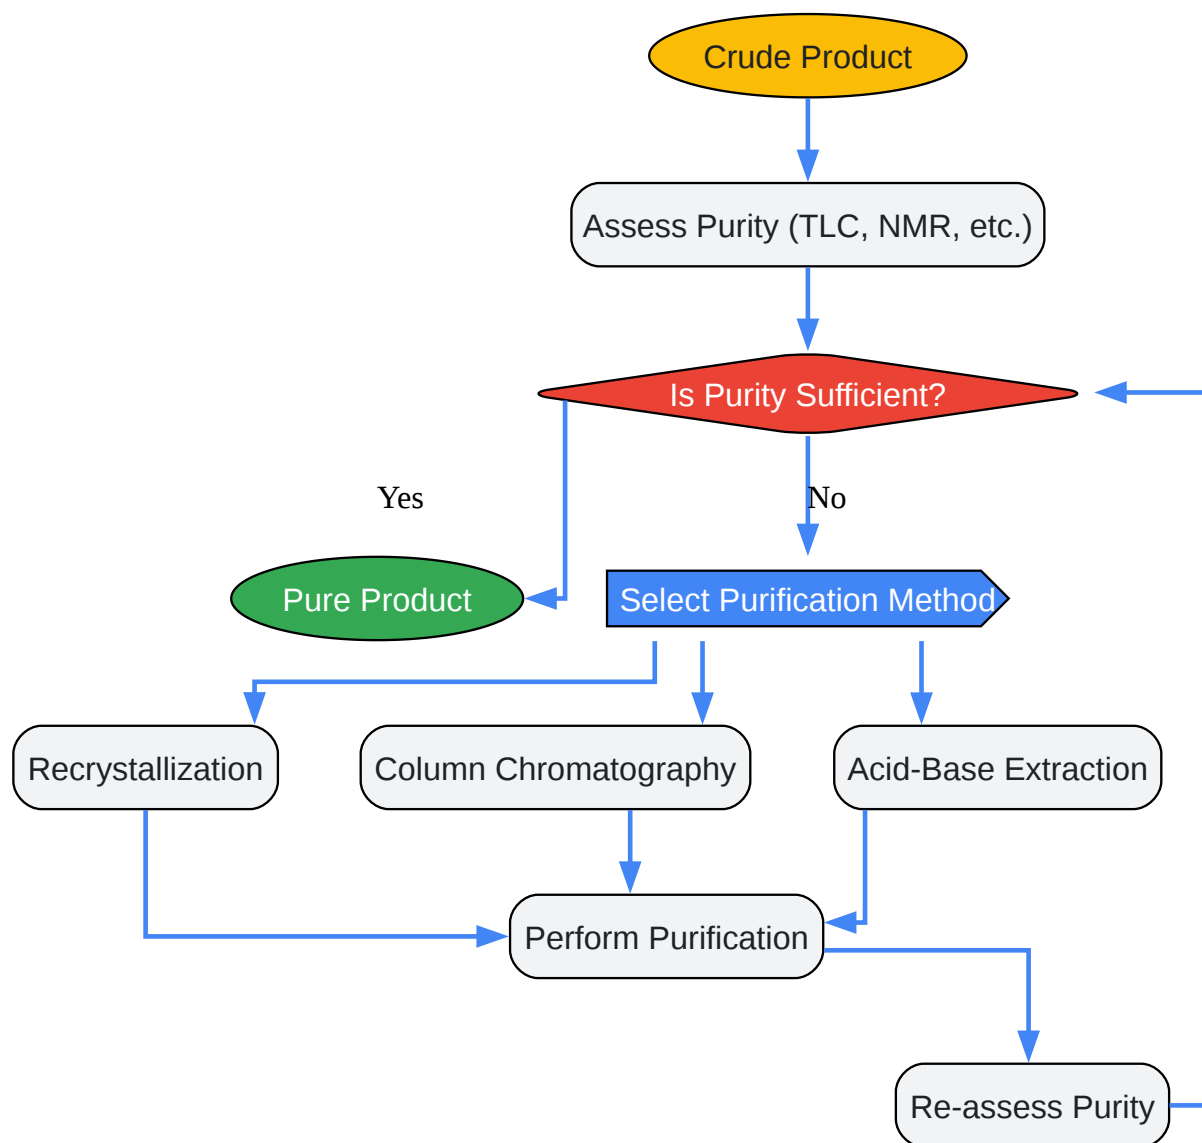 Crude Product
Assess Purity (TLC, NMR, etc.)
Is Purity Sufficient?
Yes
No
Pure Product
Select Purification Method
Recrystallization
Column Chromatography
Acid-Base Extraction
Perform Purification
Re-assess Purity